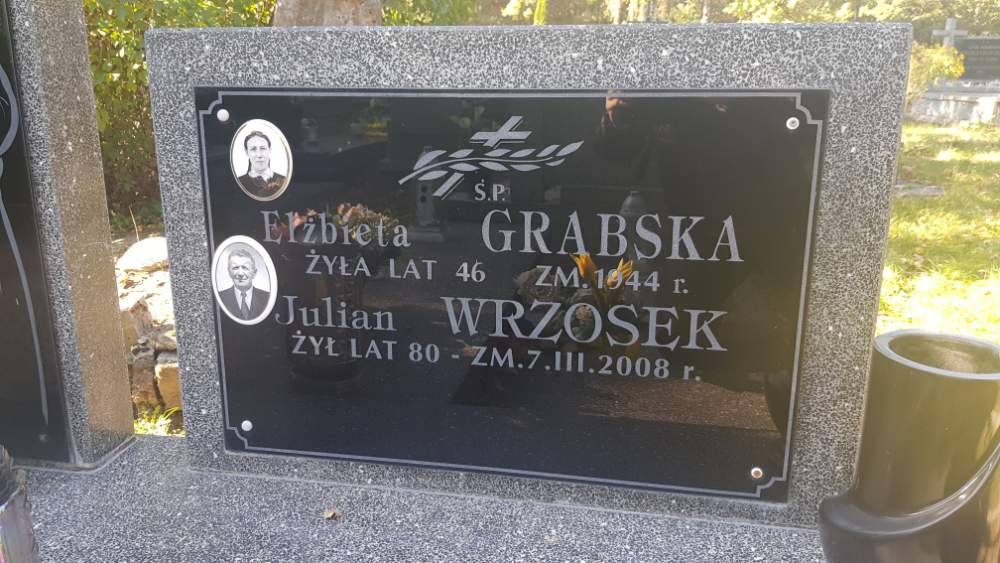 Ś.P.
Elżbieta GRABSKA
ŻYŁA LAT 46 ZM. 1944 r.
Julian WRZOSEK
ŻYŁ LAT 80 - ZM. 7.III.2008 r.